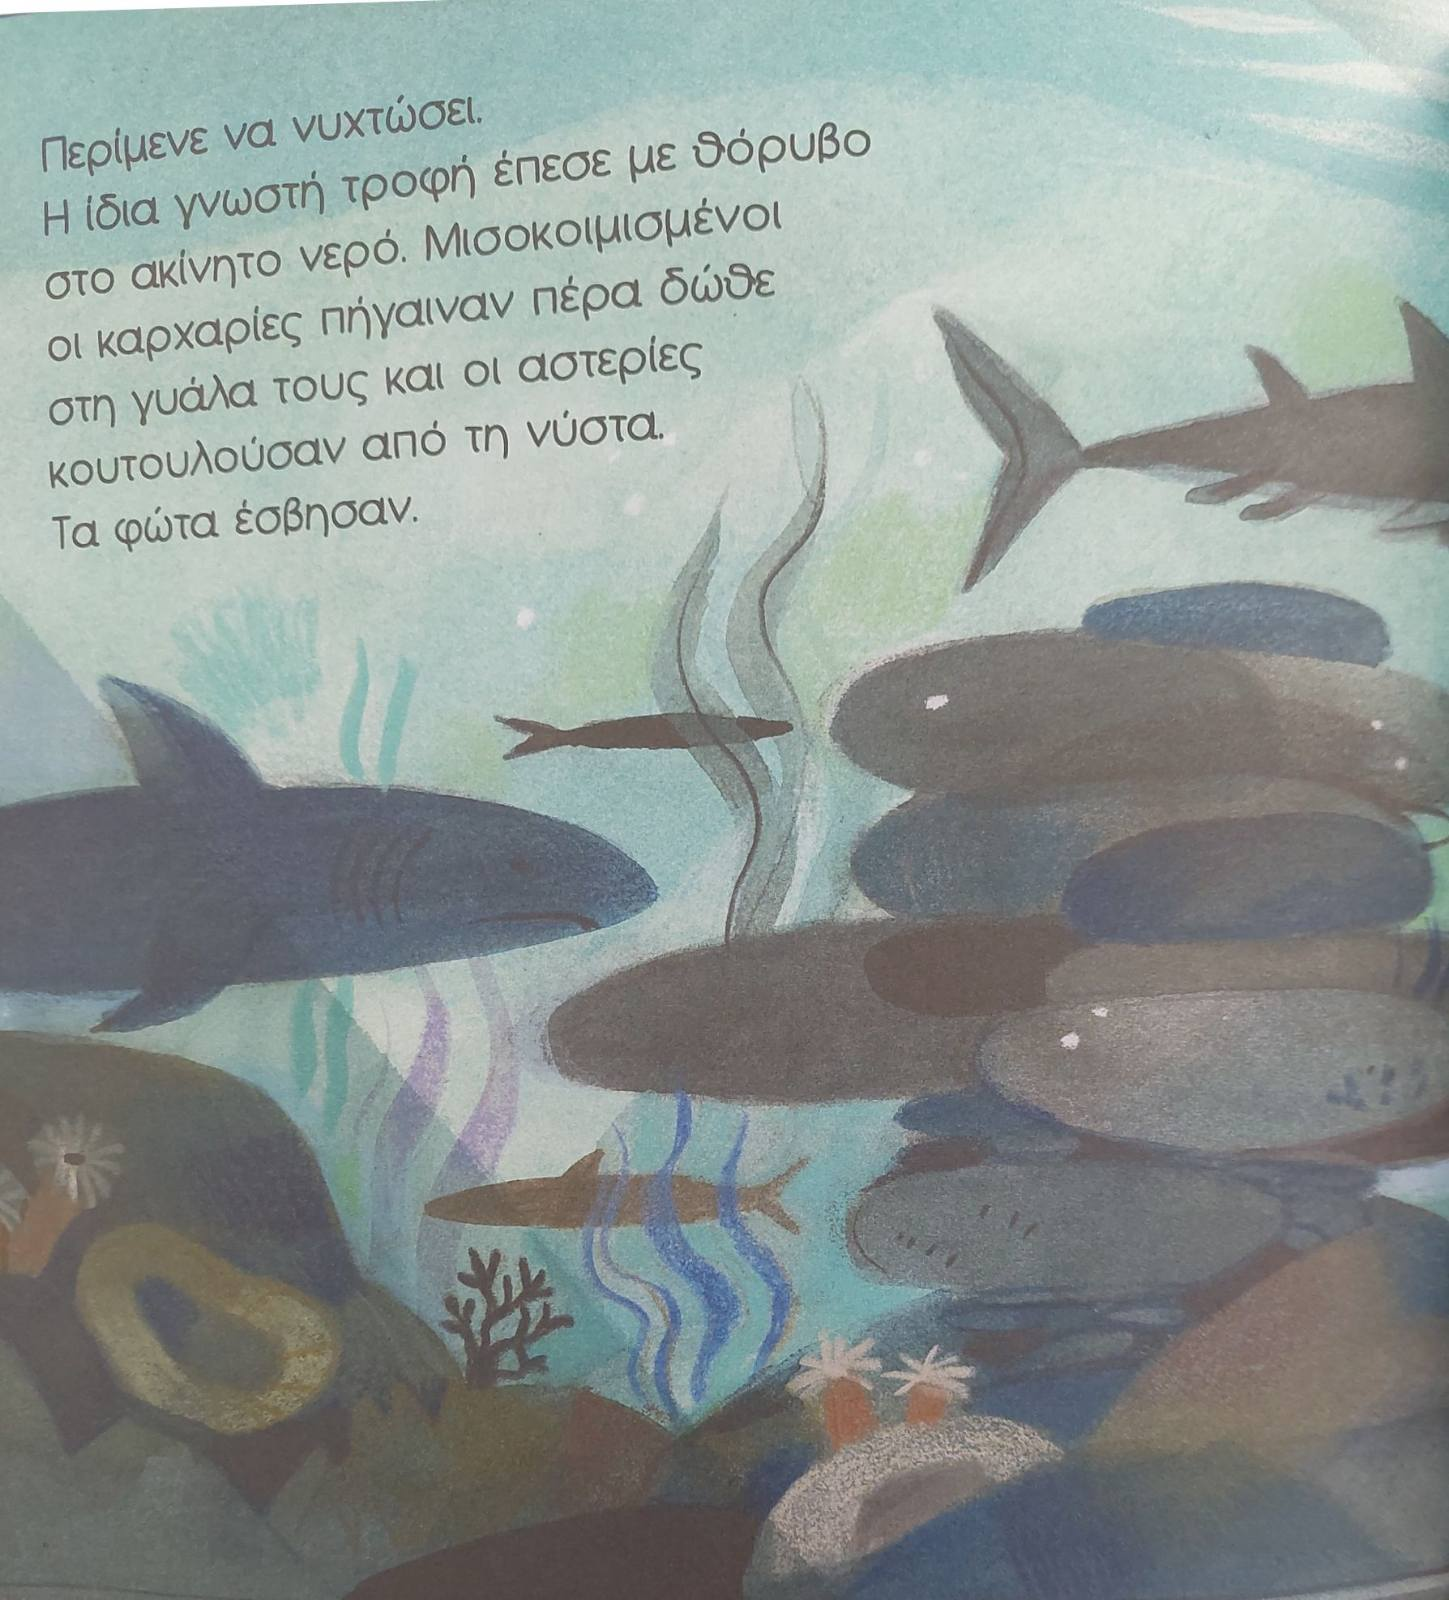 Περίμενε να νυχτώσει.
Η ίδια γνωστή τροφή έπεσε με θόρυβο
στο ακίνητο νερό. Μισοκοιμισμένοι
οι καρχαρίες πήγαιναν πέρα δώθε
στη γυάλα τους και οι αστερίες
κουτουλούσαν από τη νύστα.
Τα φώτα έσβησαν.